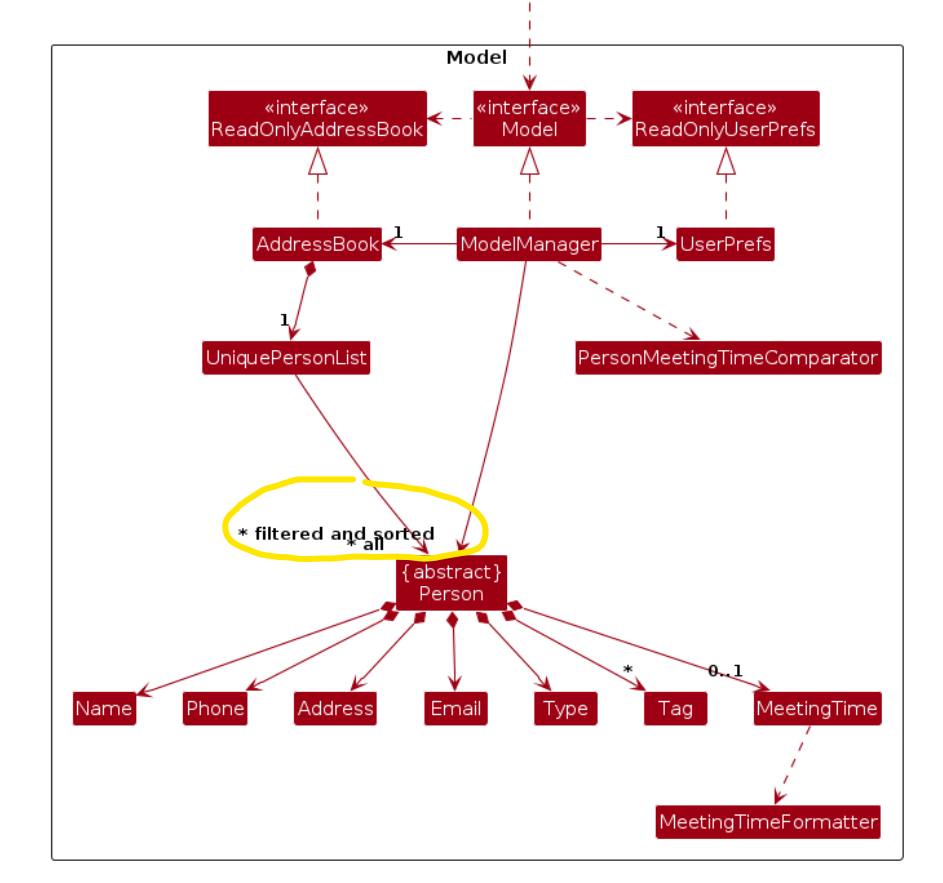 Model
«interface»
ReadOnlyAddressBook
«interface»
Model
«interface»
ReadOnlyUserPrefs
AddressBook
1
ModelManager
1
UserPrefs
1
UniquePersonList
PersonMeetingTimeComparator
* filtered and sorted
* all
{abstract}
Person
*
0..1
Name
Phone
Address
Email
Type
Tag
MeetingTime
MeetingTimeFormatter